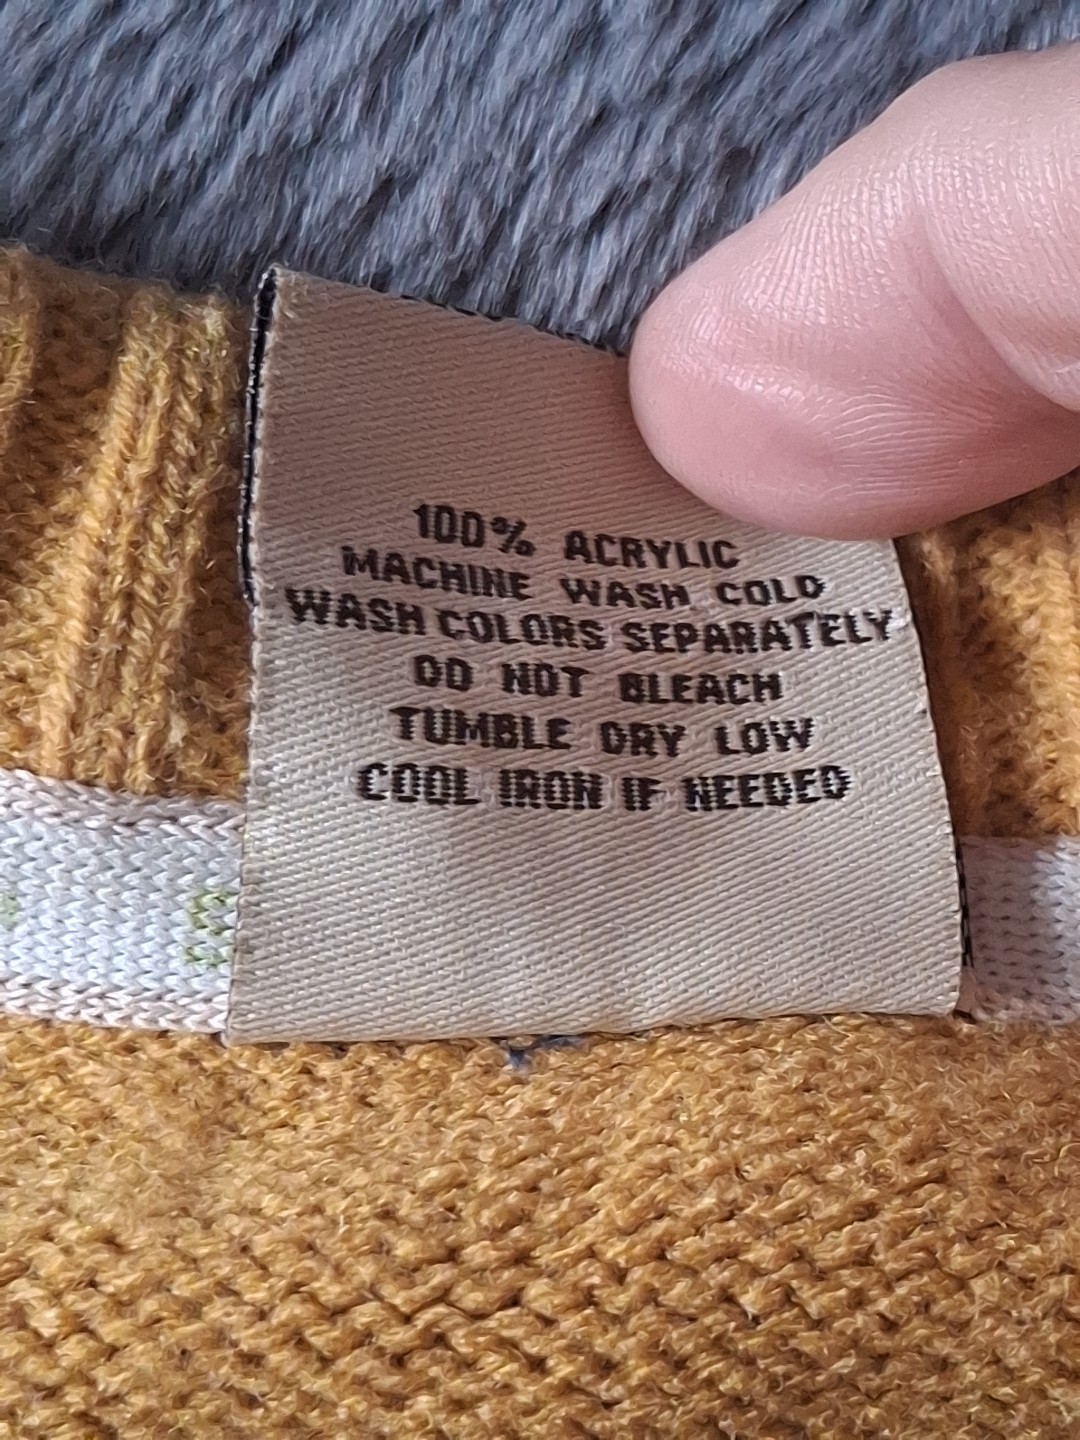 100% ACRYLIC
MACHINE WASH COLD
WASH COLORS SEPARATELY
DO NOT BLEACH
TUMBLE DRY LOW
COOL IRON IF NEEDED